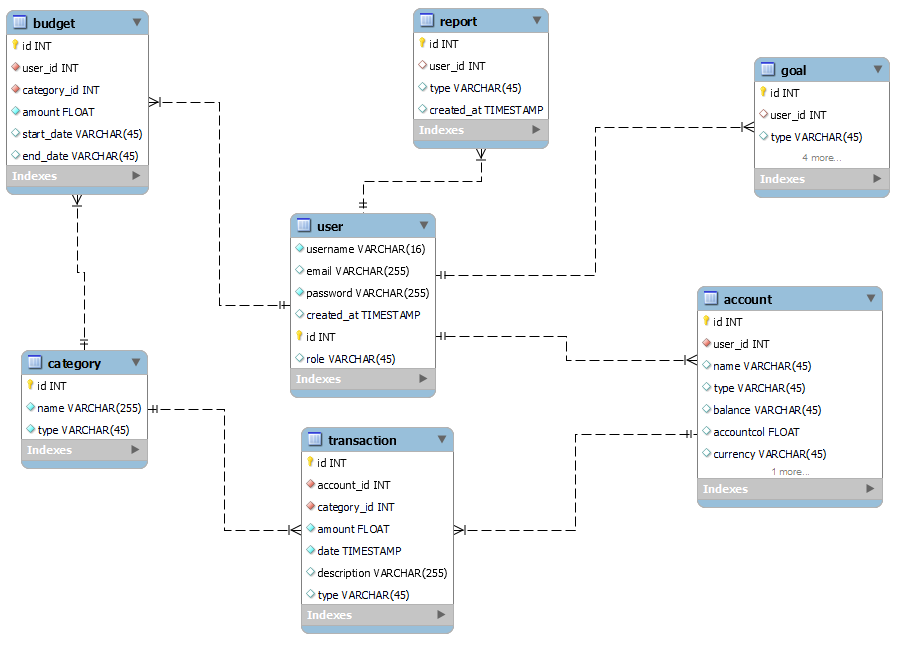 budget
id INT
user_id INT
category_id INT
amount FLOAT
start_date VARCHAR(45)
end_date VARCHAR(45)
Indexes
report
id INT
user_id INT
type VARCHAR(45)
created_at TIMESTAMP
Indexes
goal
id INT
user_id INT
type VARCHAR(45)
4 more...
Indexes
user
username VARCHAR(16)
email VARCHAR(255)
password VARCHAR(255)
created_at TIMESTAMP
id INT
role VARCHAR(45)
Indexes
account
id INT
user_id INT
name VARCHAR(45)
type VARCHAR(45)
balance VARCHAR(45)
accountcol FLOAT
currency VARCHAR(45)
1 more...
Indexes
category
id INT
name VARCHAR(255)
type VARCHAR(45)
Indexes
transaction
id INT
account_id INT
category_id INT
amount FLOAT
date TIMESTAMP
description VARCHAR(255)
type VARCHAR(45)
Indexes